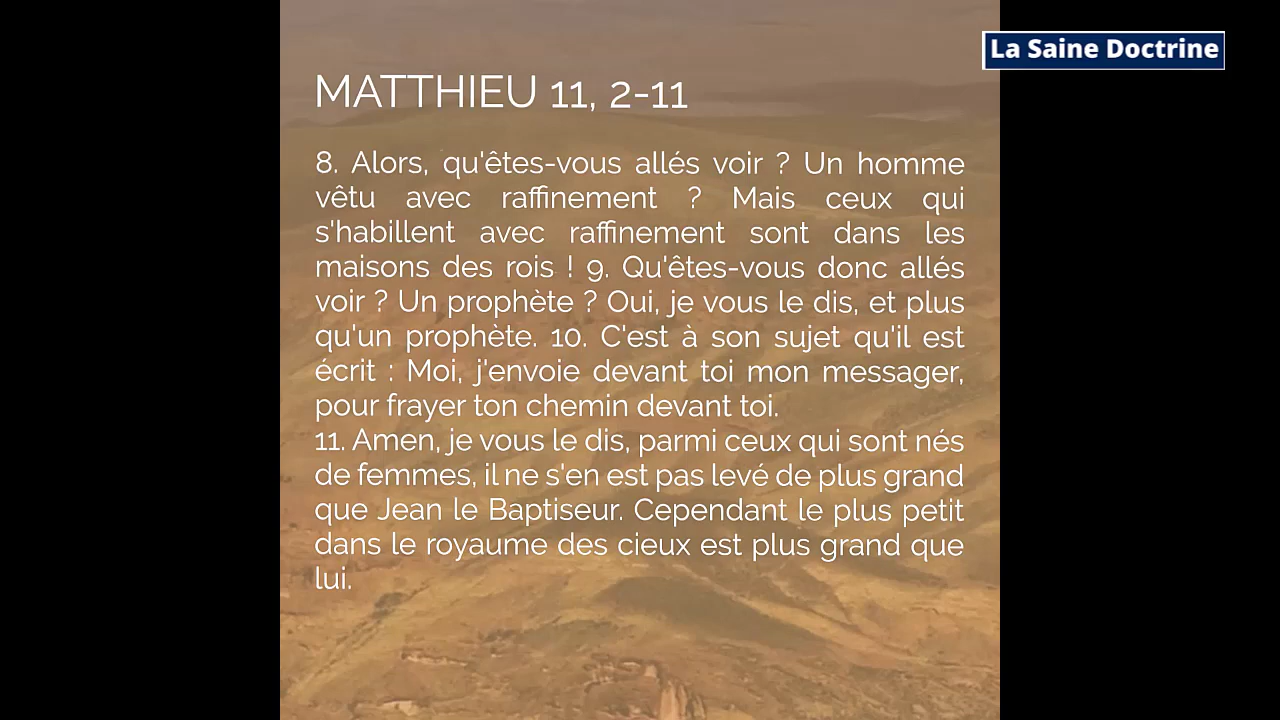 La Saine Doctrine
MATTHIEU 11, 2-11
8. Alors, qu'êtes-vous allés voir ? Un homme
vêtu avec raffinement ? Mais ceux qui
s'habillent avec raffinement sont dans les
maisons des rois ! 9. Qu'êtes-vous donc allés
voir ? Un prophète ? Oui, je vous le dis, et plus
qu'un prophète. 10. C'est à son sujet qu'il est
écrit : Moi, j'envoie devant toi mon messager,
pour frayer ton chemin devant toi.
11. Amen, je vous le dis, parmi ceux qui sont nés
de femmes, il ne s'en est pas levé de plus grand
que Jean le Baptiseur. Cependant le plus petit
dans le royaume des cieux est plus grand que
lui.